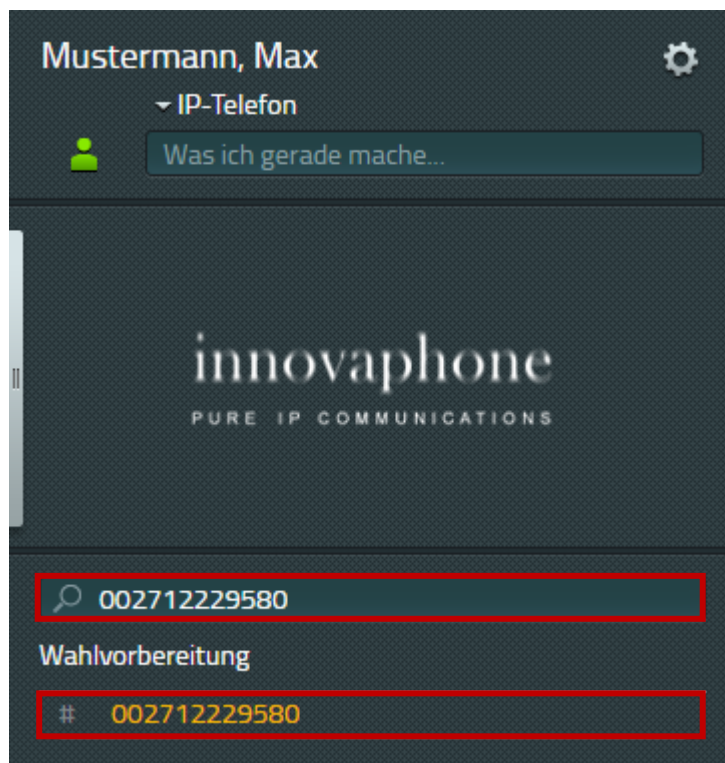 Mustermann, Max
IP-Telefon
Was ich gerade mache...
innovaphone
PURE IP COMMUNICATIONS
002712229580
Wahlvorbereitung
# 002712229580